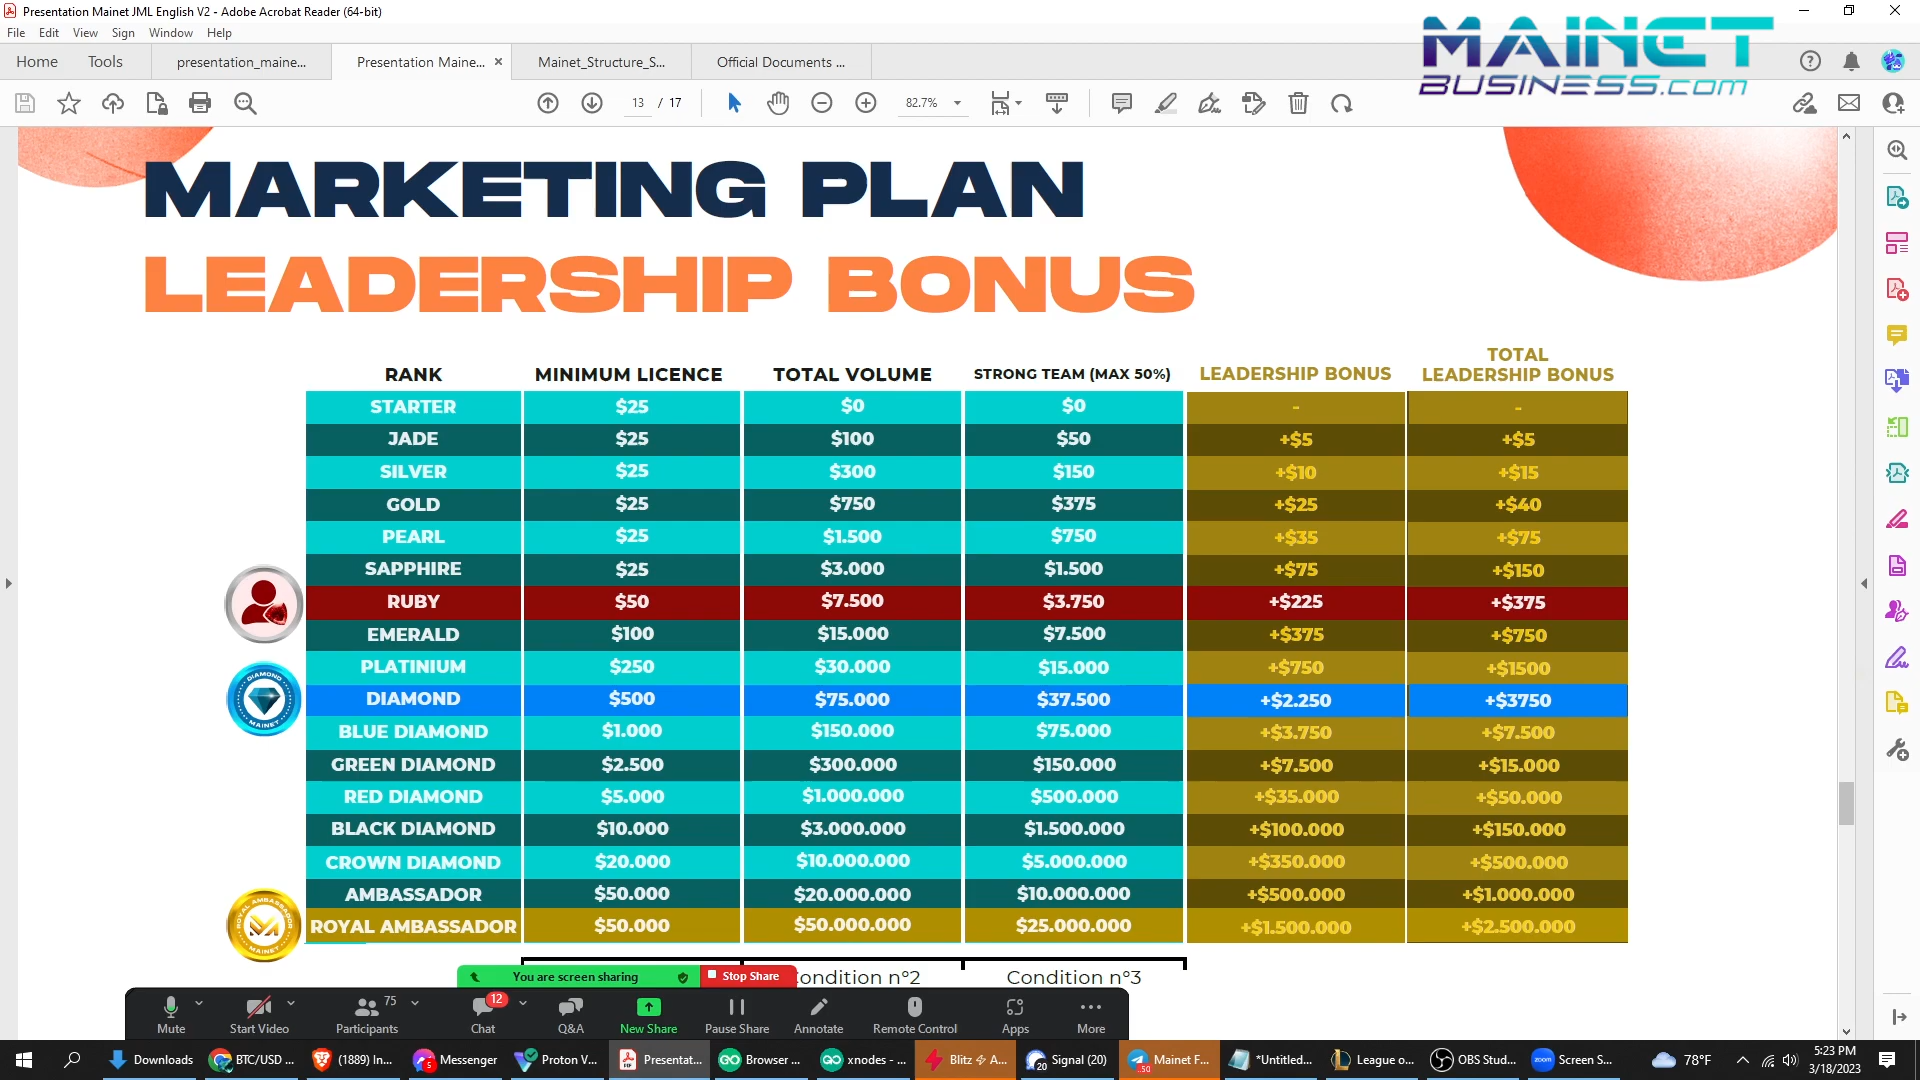 Presentation Mainet JML English V2 - Adobe Acrobat Reader (64-bit)
File Edit View Sign Window Help
MAINET
BUSINESS.com
Home Tools presentation_maine... Presentation Maine... × Mainet_Structure_S... Official Documents ...
13 / 17 82.7%
MARKETING PLAN
LEADERSHIP BONUS
RANK MINIMUM LICENCE TOTAL VOLUME STRONG TEAM (MAX 50%) LEADERSHIP BONUS TOTAL LEADERSHIP BONUS
STARTER $25 $0 $0 - -
JADE $25 $100 $50 +$5 +$5
SILVER $25 $300 $150 +$10 +$15
GOLD $25 $750 $375 +$25 +$40
PEARL $25 $1.500 $750 +$35 +$75
SAPPHIRE $25 $3.000 $1.500 +$75 +$150
RUBY $50 $7.500 $3.750 +$225 +$375
EMERALD $100 $15.000 $7.500 +$375 +$750
PLATINIUM $250 $30.000 $15.000 +$750 +$1500
DIAMOND $500 $75.000 $37.500 +$2.250 +$3750
BLUE DIAMOND $1.000 $150.000 $75.000 +$3.750 +$7.500
GREEN DIAMOND $2.500 $300.000 $150.000 +$7.500 +$15.000
RED DIAMOND $5.000 $1.000.000 $500.000 +$35.000 +$50.000
BLACK DIAMOND $10.000 $3.000.000 $1.500.000 +$100.000 +$150.000
CROWN DIAMOND $20.000 $10.000.000 $5.000.000 +$350.000 +$500.000
AMBASSADOR $50.000 $20.000.000 $10.000.000 +$500.000 +$1.000.000
ROYAL AMBASSADOR $50.000 $50.000.000 $25.000.000 +$1.500.000 +$2.500.000
DIAMOND
MAINET
ROYAL AMBASSADOR
MAINET
You are screen sharing Stop Share ondition n°2 Condition n°3
75 12
Mute Start Video Participants Chat Q&A New Share Pause Share Annotate Remote Control Apps More
Downloads BTC/USD ... (1889) In... Messenger Proton V... Presentat... Browser ... xnodes - ... Blitz ⚡ A... Signal (20) Mainet F... *Untitled... League o... OBS Stud... Screen S... 78°F
5 20 .50 zoom
5:23 PM
3/18/2023